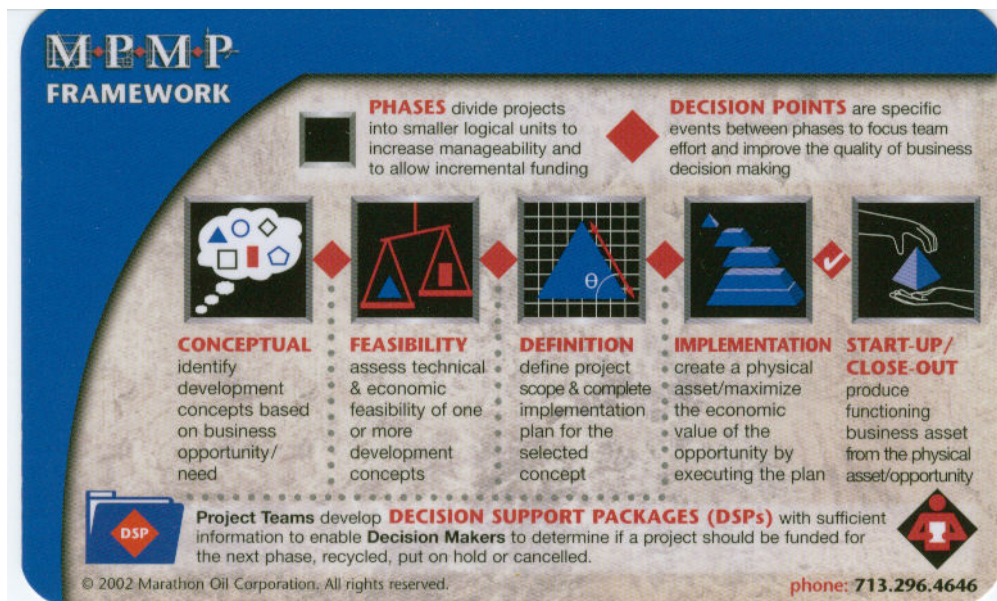 M·P·M·P
FRAMEWORK
PHASES divide projects
into smaller logical units to
increase manageability and
to allow incremental funding
DECISION POINTS are specific
events between phases to focus team
effort and improve the quality of business
decision making
θ
CONCEPTUAL
identify
development
concepts based
on business
opportunity/
need
FEASIBILITY
assess technical
& economic
feasibility of one
or more
development
concepts
DEFINITION
define project
scope & complete
implementation
plan for the
selected
concept
IMPLEMENTATION
create a physical
asset/maximize
the economic
value of the
opportunity by
executing the plan
START-UP/
CLOSE-OUT
produce
functioning
business asset
from the physical
asset/opportunity
DSP
Project Teams develop DECISION SUPPORT PACKAGES (DSPs) with sufficient
information to enable Decision Makers to determine if a project should be funded for
the next phase, recycled, put on hold or cancelled.
© 2002 Marathon Oil Corporation. All rights reserved.
phone: 713.296.4646